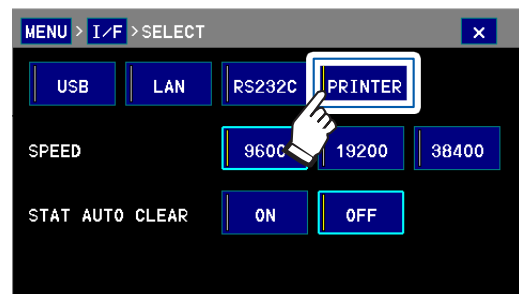 MENU > I/F >SELECT x
USB LAN RS232C PRINTER
SPEED 9600 19200 38400
STAT AUTO CLEAR ON OFF